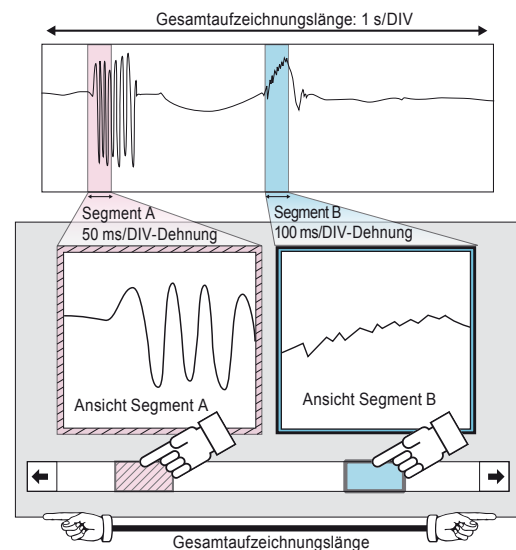 Gesamtaufzeichnungslänge: 1 s/DIV
Segment A
50 ms/DIV-Dehnung
Segment B
100 ms/DIV-Dehnung
Ansicht Segment A
Ansicht Segment B
Gesamtaufzeichnungslänge